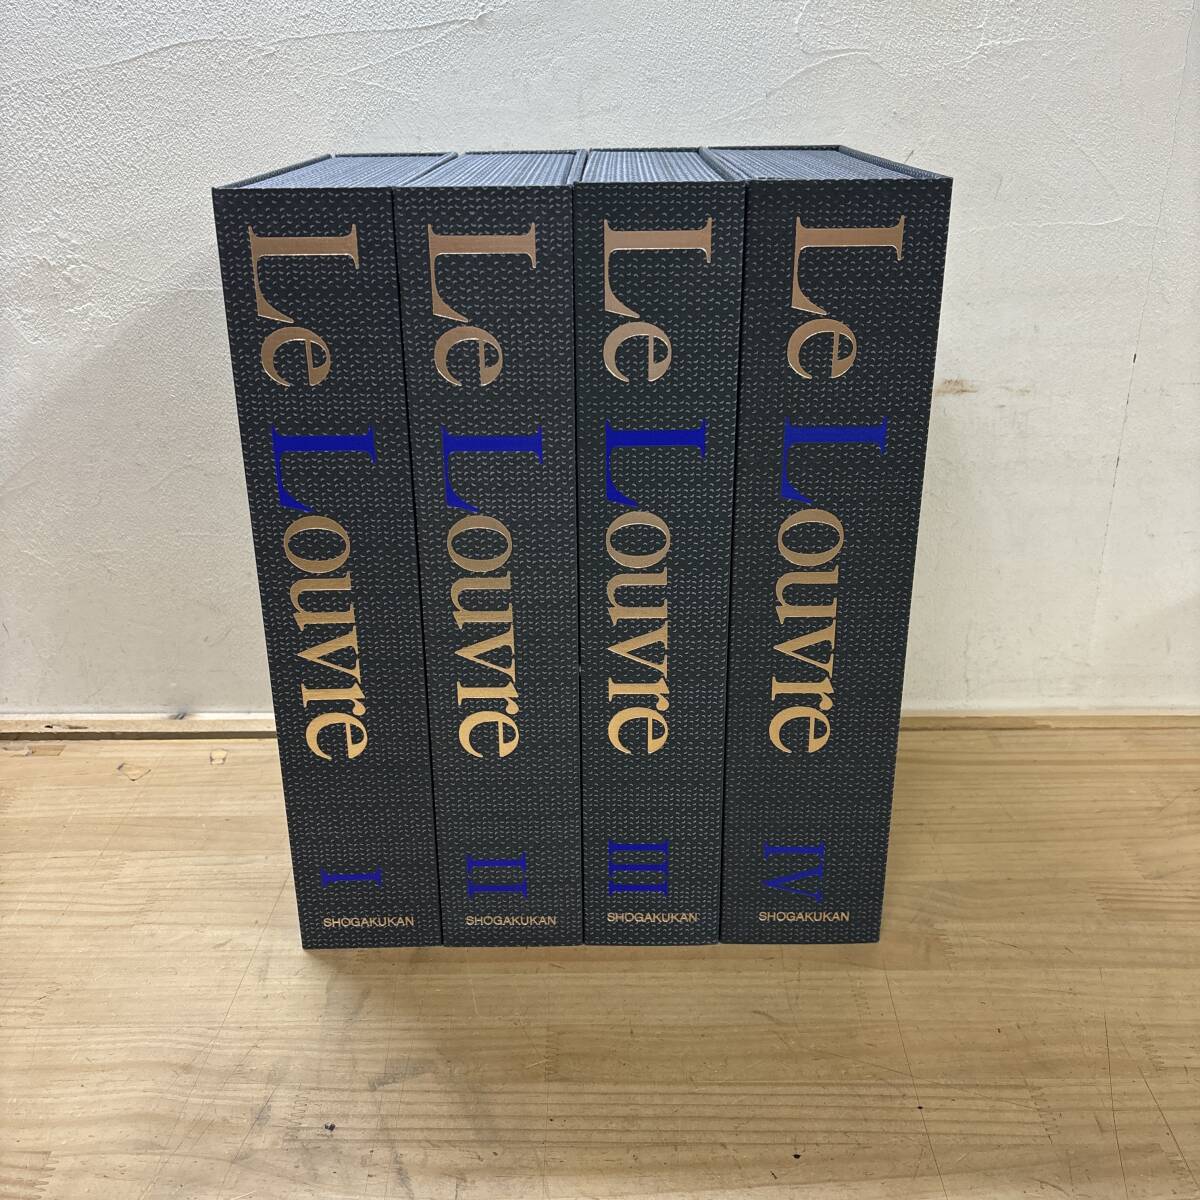 Le Louvre
I
SHOGAKUKAN
Le Louvre
II
SHOGAKUKAN
Le Louvre
III
SHOGAKUKAN
Le Louvre
IV
SHOGAKUKAN